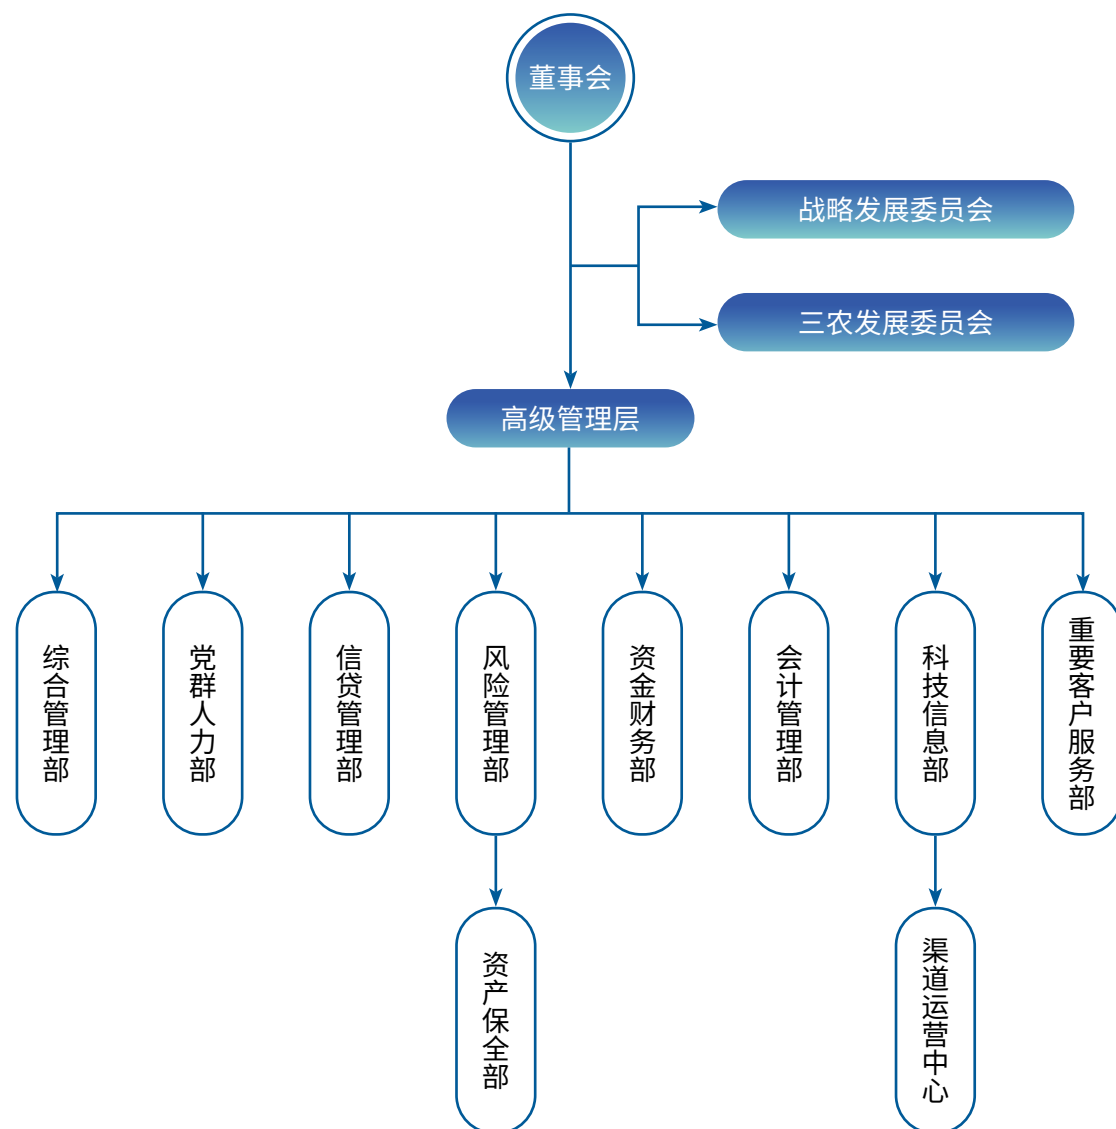 董事会
战略发展委员会
三农发展委员会
高级管理层
综合管理部
党群人力部
信贷管理部
风险管理部
资金财务部
会计管理部
科技信息部
重要客户服务部
资产保全部
渠道运营中心